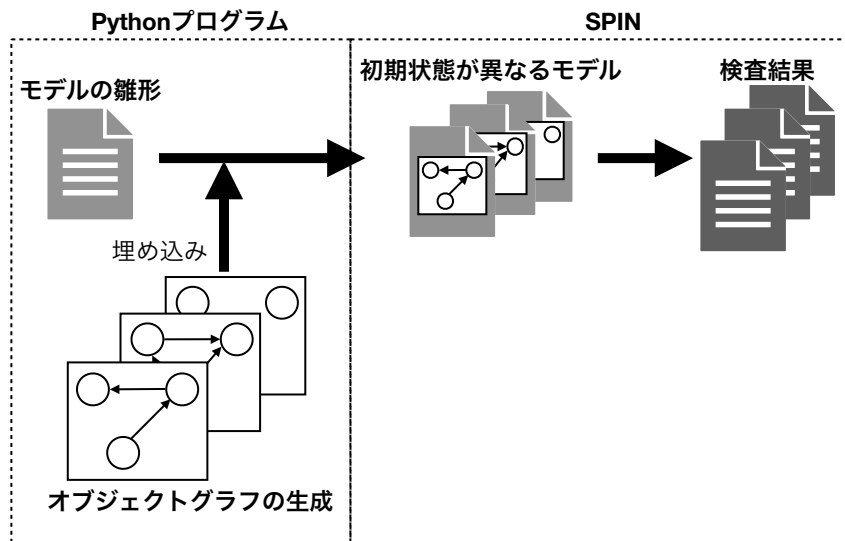 Pythonプログラム
SPIN
モデルの雛形
初期状態が異なるモデル
検査結果
埋め込み
オブジェクトグラフの生成